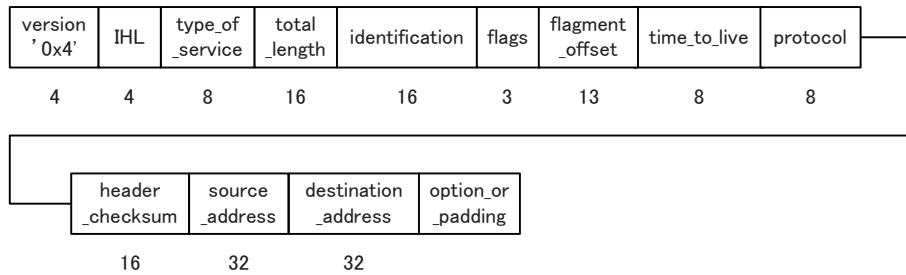 version
'0x4'
IHL
type_of
_service
total
_length
identification
flags
flagment
_offset
time_to_live
protocol
4
4
8
16
16
3
13
8
8
header
_checksum
source
_address
destination
_address
option_or
_padding
16
32
32